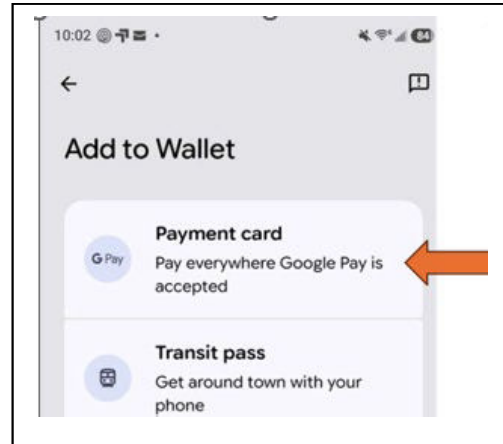 10:02
84
Add to Wallet
Payment card
G Pay
Pay everywhere Google Pay is
accepted
Transit pass
Get around town with your
phone